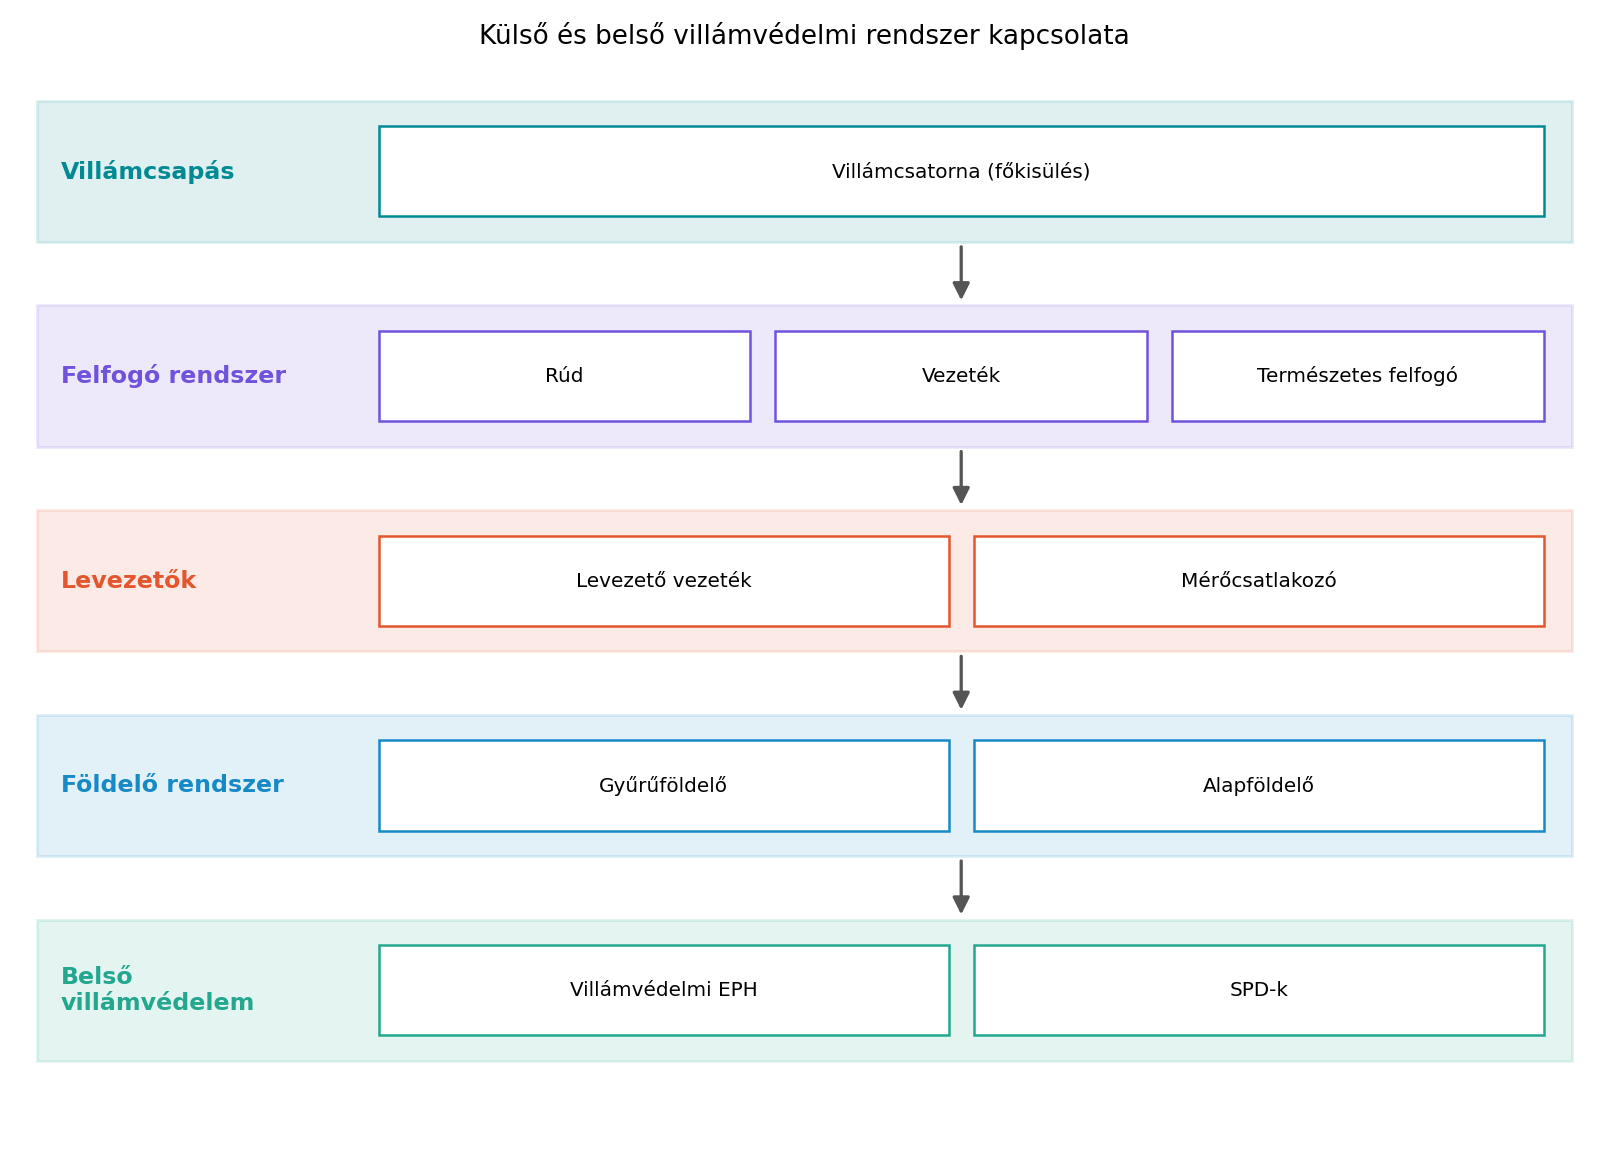 Külső és belső villámvédelmi rendszer kapcsolata
Villámcsapás
Villámcsatorna (főkisülés)
Felfogó rendszer
Rúd
Vezeték
Természetes felfogó
Levezetők
Levezető vezeték
Mérőcsatlakozó
Földelő rendszer
Gyűrűföldelő
Alapföldelő
Belső
villámvédelem
Villámvédelmi EPH
SPD-k